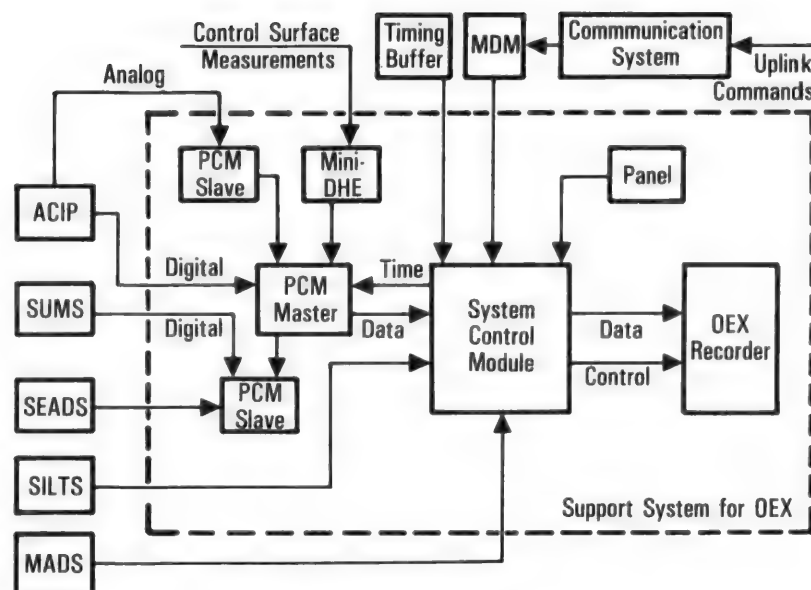 Control Surface
Measurements
Timing
Buffer
MDM
Commmunication
System
Uplink
Commands
Analog
PCM
Slave
Mini-
DHE
Panel
ACIP
Digital
PCM
Master
Time
Data
System
Control
Module
Data
Control
OEX
Recorder
SUMS
Digital
SEADS
PCM
Slave
SILTS
Support System for OEX
MADS